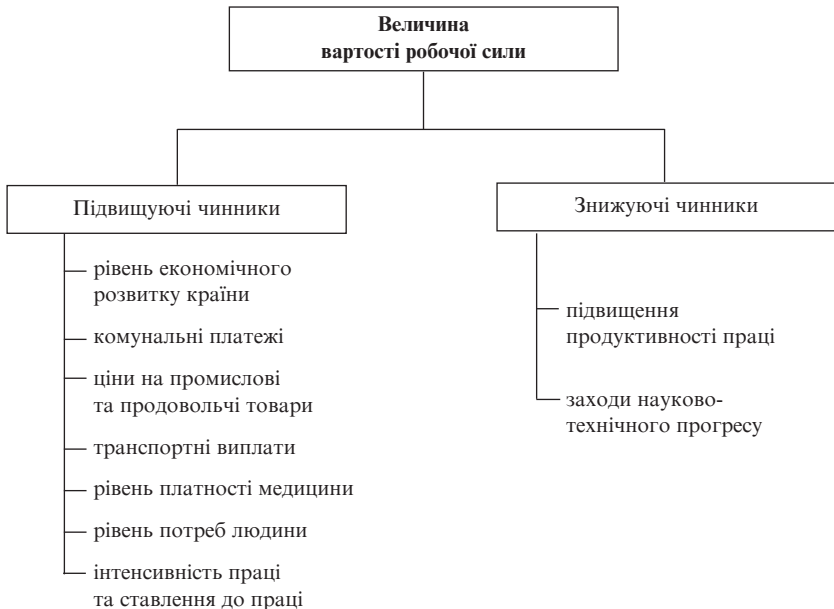 Величина
вартості робочої сили
Підвищуючі чинники
рівень економічного
розвитку країни
комунальні платежі
ціни на промислові
та продовольчі товари
транспортні виплати
рівень платності медицини
рівень потреб людини
інтенсивність праці
та ставлення до праці
Знижуючі чинники
підвищення
продуктивності праці
заходи науково-
технічного прогресу